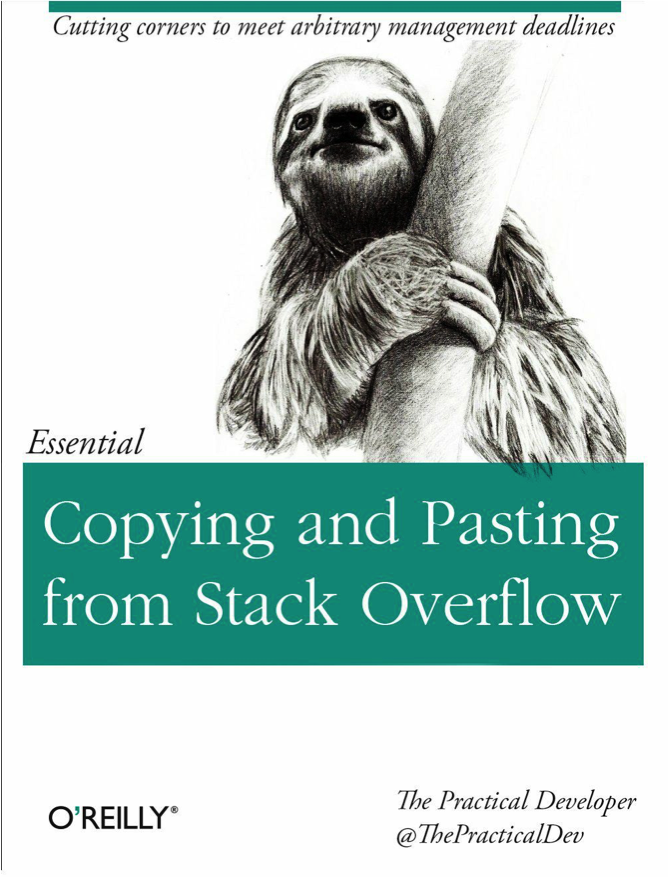 Cutting corners to meet arbitrary management deadlines
Essential
Copying and Pasting
from Stack Overflow
O'REILLY®
The Practical Developer
@ThePracticalDev